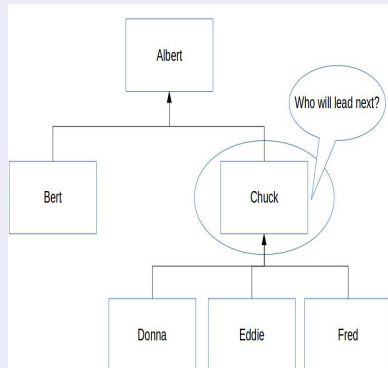 Albert
Who will lead next?
Bert
Chuck
Donna
Eddie
Fred